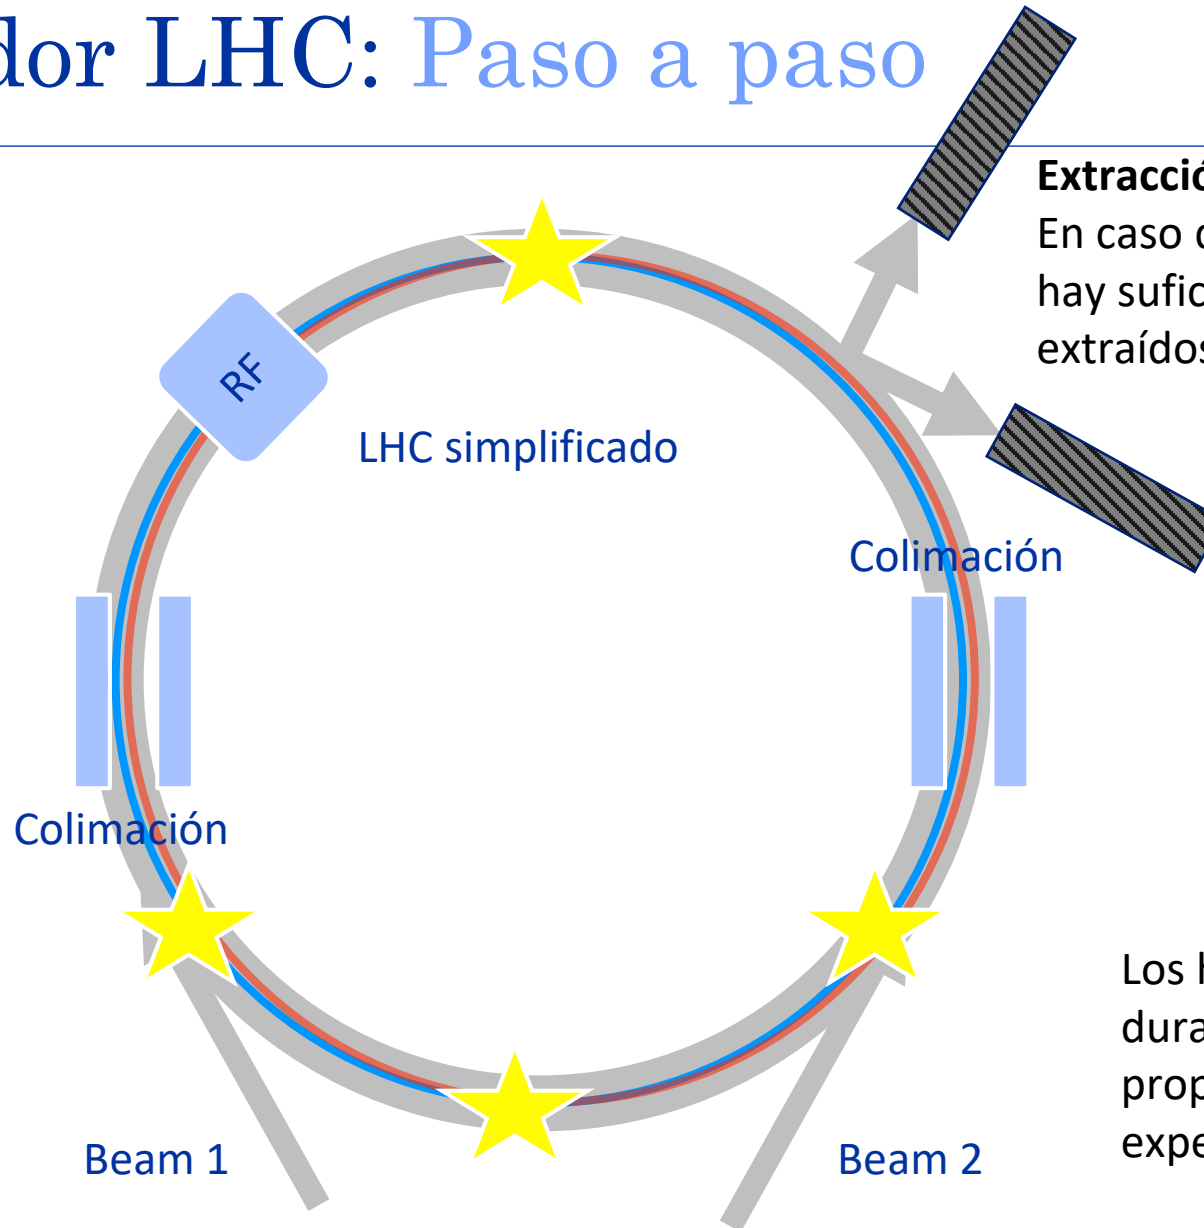 dor LHC: Paso a paso
Extracció
En caso
hay sufic
extraídos
RF
LHC simplificado
Colimación
Colimación
Los
dura
prop
expe
Beam 1
Beam 2